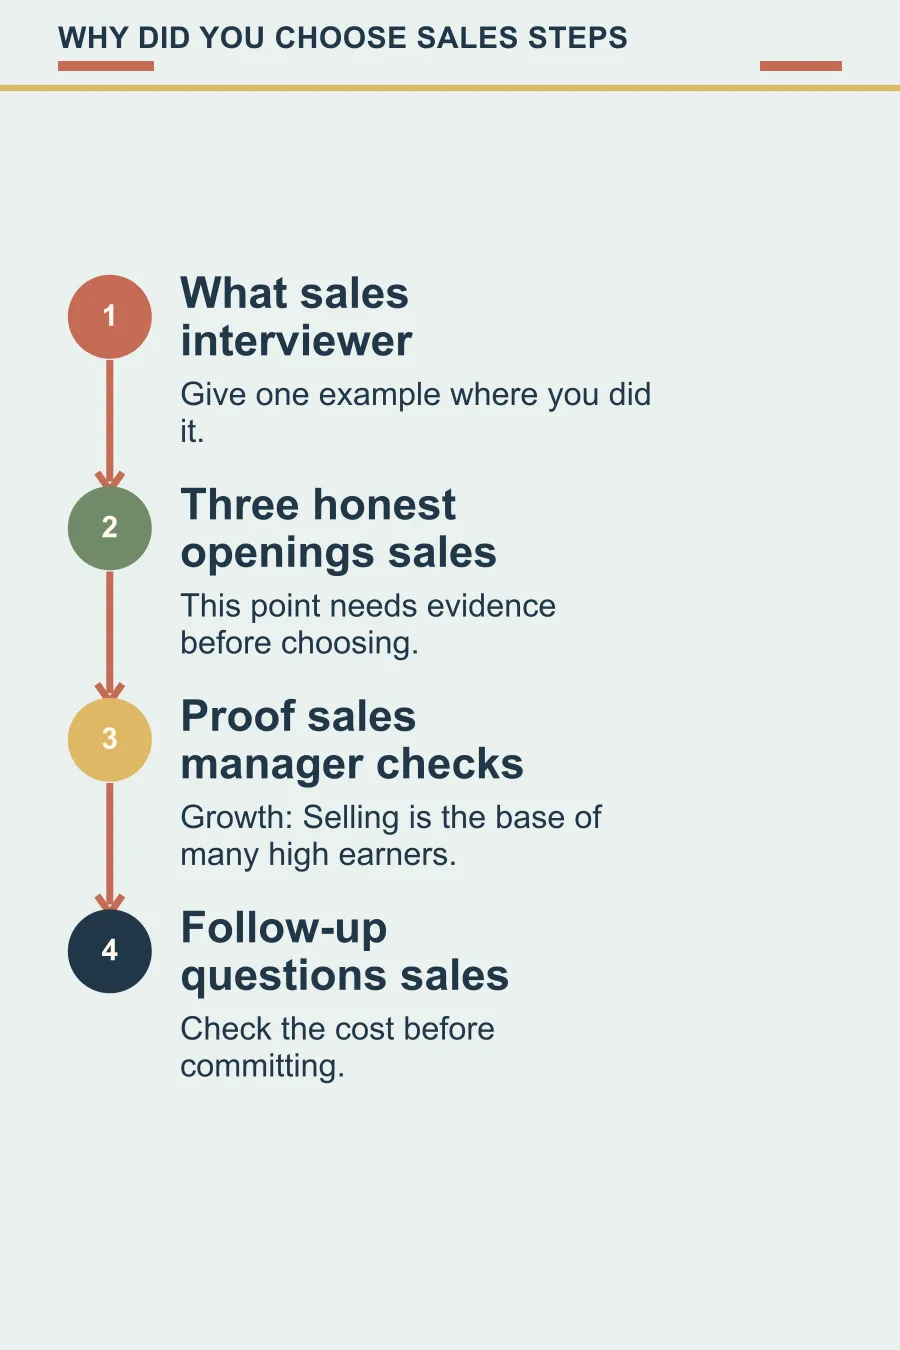 WHY DID YOU CHOOSE SALES STEPS
1
What sales
interviewer
Give one example where you did
it.
2
Three honest
openings sales
This point needs evidence
before choosing.
3
Proof sales
manager checks
Growth: Selling is the base of
many high earners.
4
Follow-up
questions sales
Check the cost before
committing.